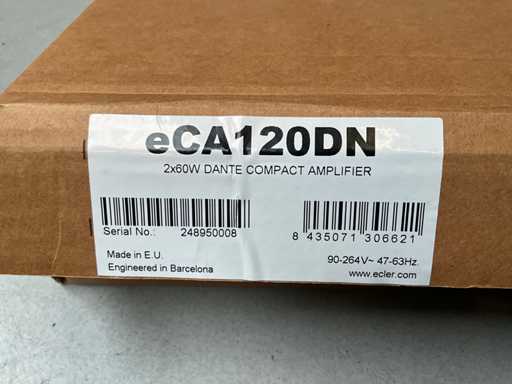 eCA120DN
2x60W DANTE COMPACT AMPLIFIER
Serial No.: 248950008
8 435071 306621
Made in E.U.
Engineered in Barcelona
90-264V~ 47-63Hz.
www.ecler.com